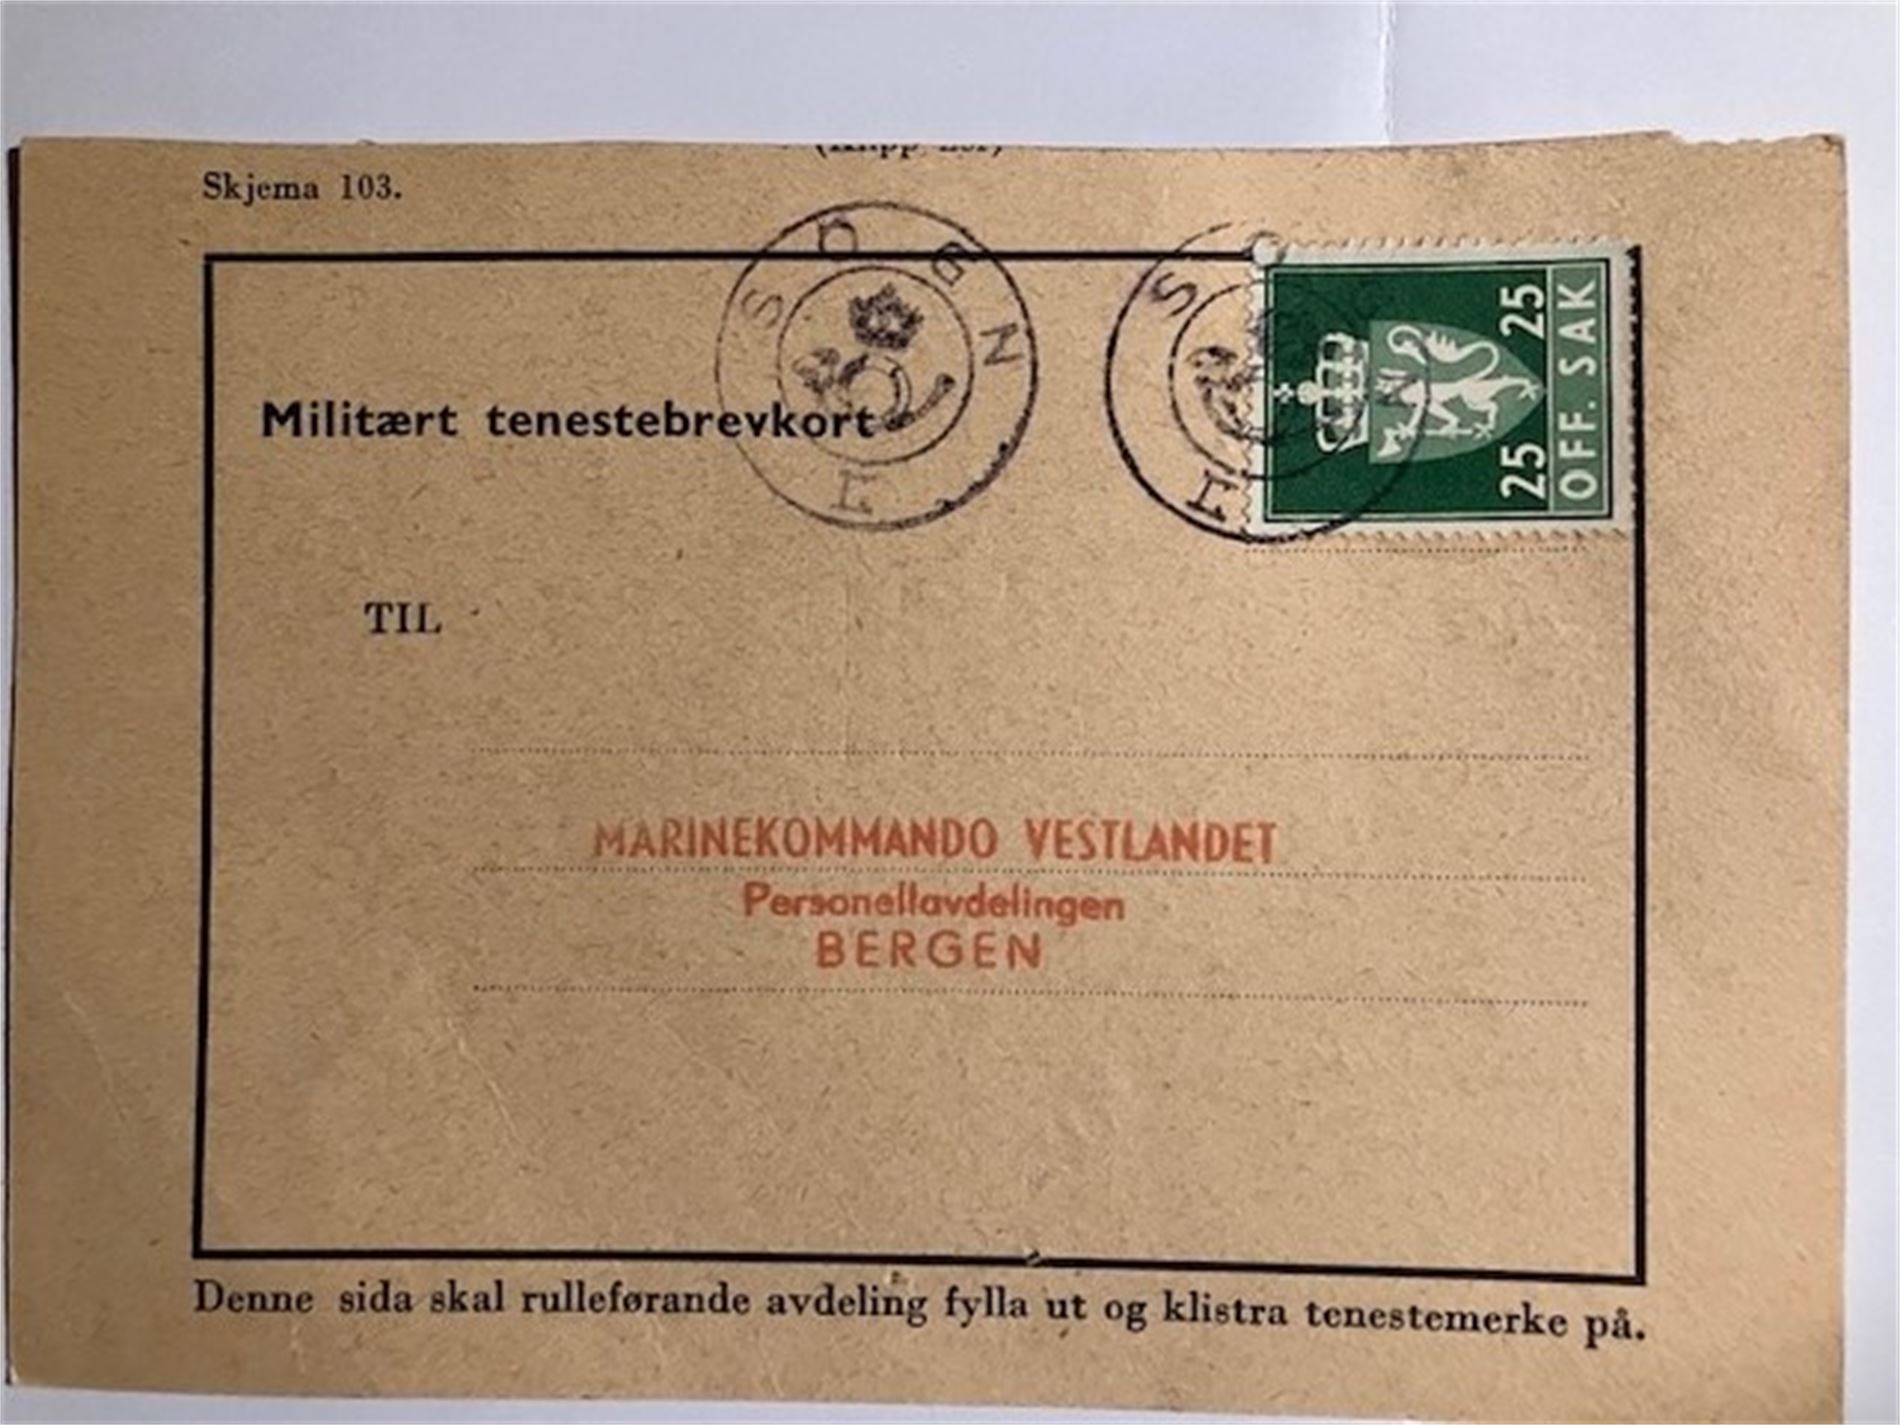 Skjema 103.
25 25
OFF. SAK
Militært tenestebrevkort
TIL
MARINEKOMMANDO VESTLANDET
Personellavdelingen
BERGEN
Denne sida skal rulleførande avdeling fylla ut og klistra tenestemerke på.